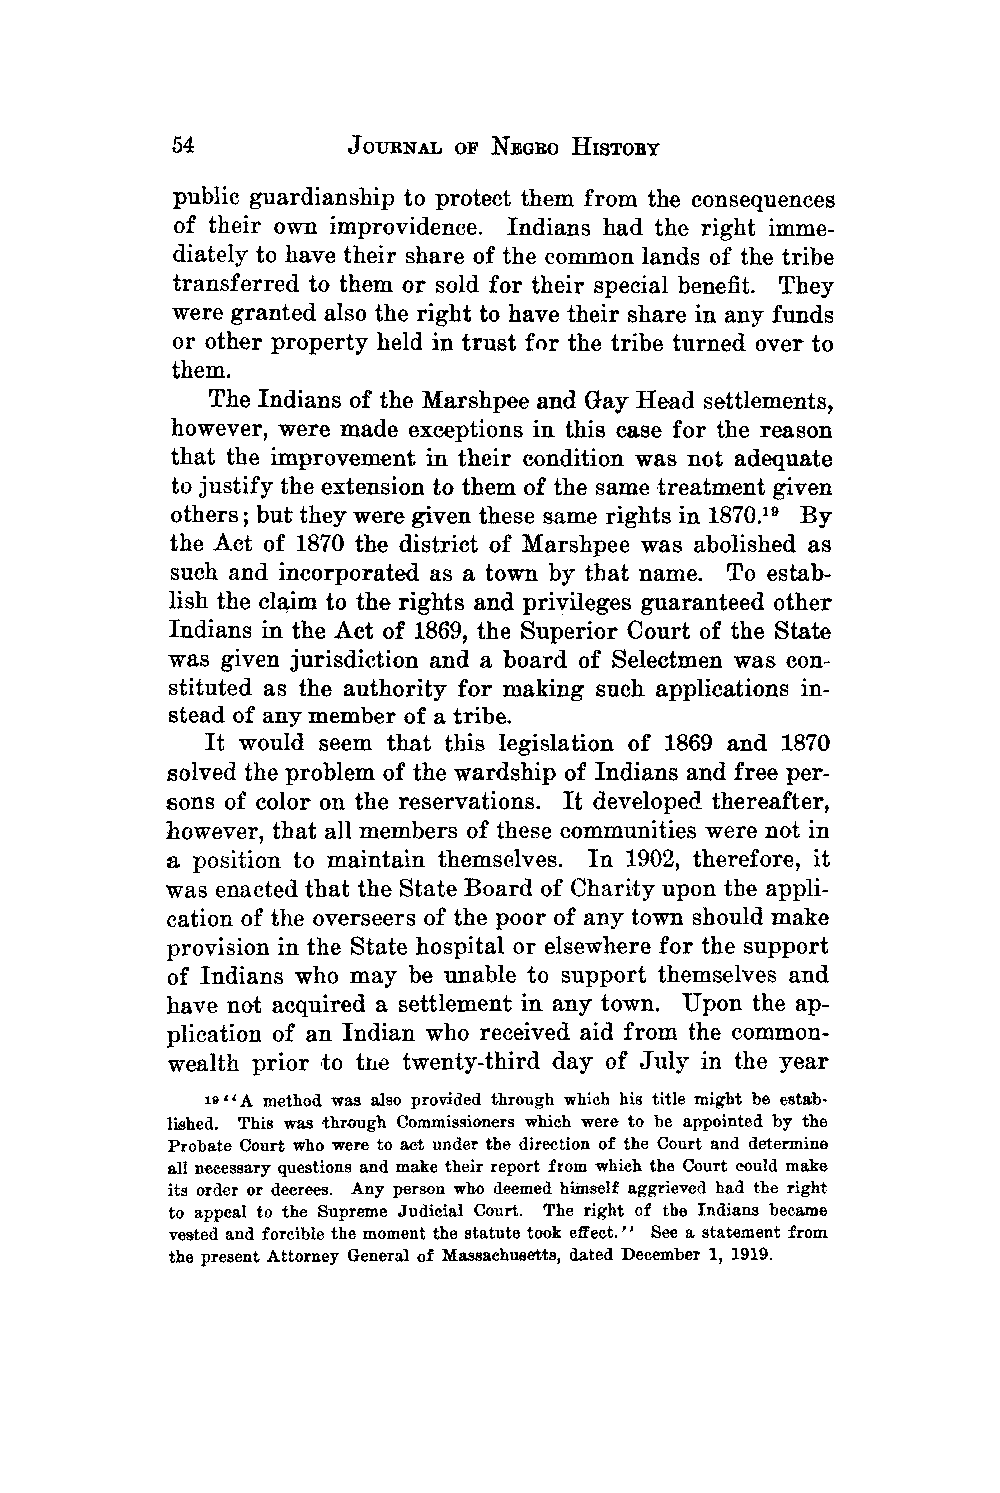 54 JOURNAL OF NEGRO HISTORY
public guardianship to protect them from the consequences
of their own improvidence. Indians had the right imme-
diately to have their share of the common lands of the tribe
transferred to them or sold for their special benefit. They
were granted also the right to have their share in any funds
or other property held in trust for the tribe turned over to
them.
The Indians of the Marshpee and Gay Head settlements,
however, were made exceptions in this case for the reason
that the improvement in their condition was not adequate
to justify the extension to them of the same treatment given
others; but they were given these same rights in 1870.¹⁹ By
the Act of 1870 the district of Marshpee was abolished as
such and incorporated as a town by that name. To estab-
lish the claim to the rights and privileges guaranteed other
Indians in the Act of 1869, the Superior Court of the State
was given jurisdiction and a board of Selectmen was con-
stituted as the authority for making such applications in-
stead of any member of a tribe.
It would seem that this legislation of 1869 and 1870
solved the problem of the wardship of Indians and free per-
sons of color on the reservations. It developed thereafter,
however, that all members of these communities were not in
a position to maintain themselves. In 1902, therefore, it
was enacted that the State Board of Charity upon the appli-
cation of the overseers of the poor of any town should make
provision in the State hospital or elsewhere for the support
of Indians who may be unable to support themselves and
have not acquired a settlement in any town. Upon the ap-
plication of an Indian who received aid from the common-
wealth prior to the twenty-third day of July in the year
¹⁹ "A method was also provided through which his title might be estab-
lished. This was through Commissioners which were to be appointed by the
Probate Court who were to act under the direction of the Court and determine
all necessary questions and make their report from which the Court could make
its order or decrees. Any person who deemed himself aggrieved had the right
to appeal to the Supreme Judicial Court. The right of the Indians became
vested and forcible the moment the statute took effect." See a statement from
the present Attorney General of Massachusetts, dated December 1, 1919.